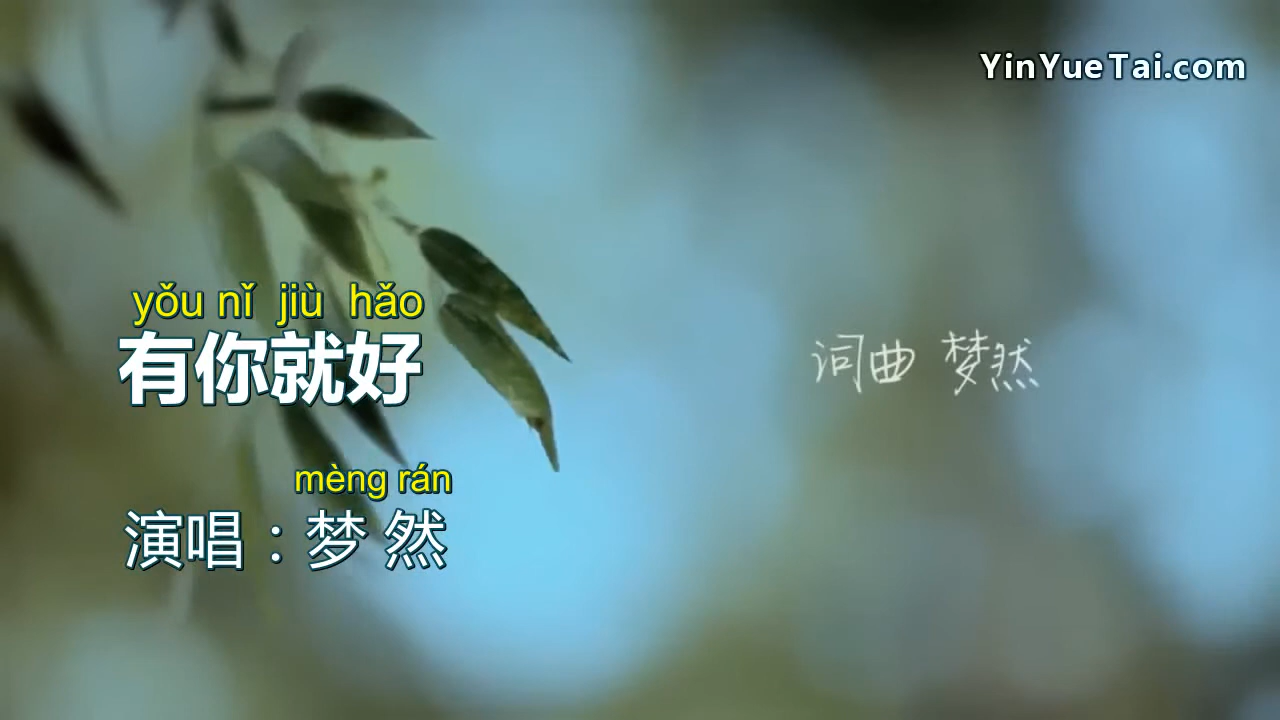 YinYueTai.com
yǒu nǐ jiù hǎo
有你就好
词曲 梦然
mèng rán
演唱：梦 然